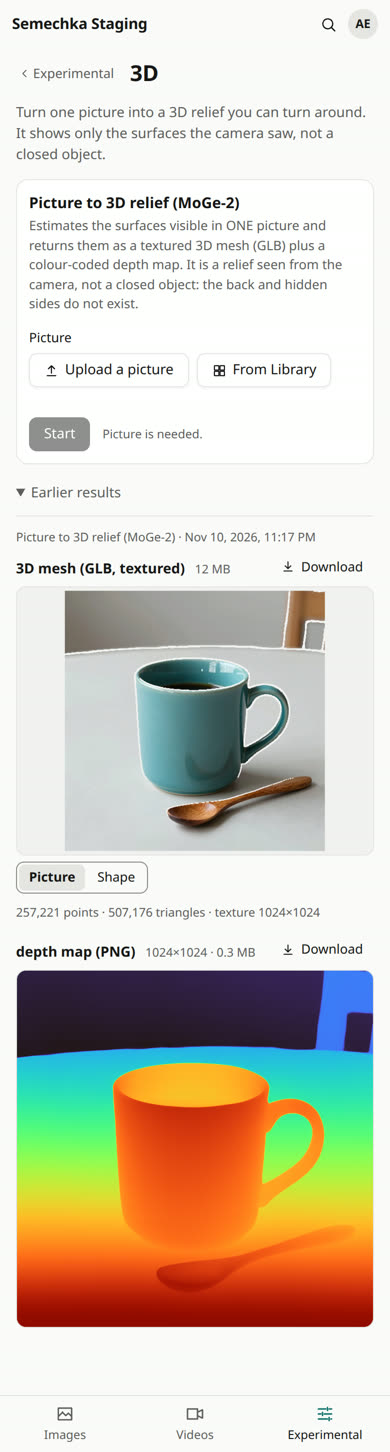 Semechka Staging
AE
Experimental
3D
Turn one picture into a 3D relief you can turn around.
It shows only the surfaces the camera saw, not a
closed object.
Picture to 3D relief (MoGe-2)
Estimates the surfaces visible in ONE picture and
returns them as a textured 3D mesh (GLB) plus a
colour-coded depth map. It is a relief seen from the
camera, not a closed object: the back and hidden
sides do not exist.
Picture
Upload a picture
From Library
Start
Picture is needed.
Earlier results
Picture to 3D relief (MoGe-2) · Nov 10, 2026, 11:17 PM
3D mesh (GLB, textured) 12 MB
Download
Picture
Shape
257,221 points · 507,176 triangles · texture 1024×1024
depth map (PNG) 1024×1024 · 0.3 MB
Download
Images
Videos
Experimental